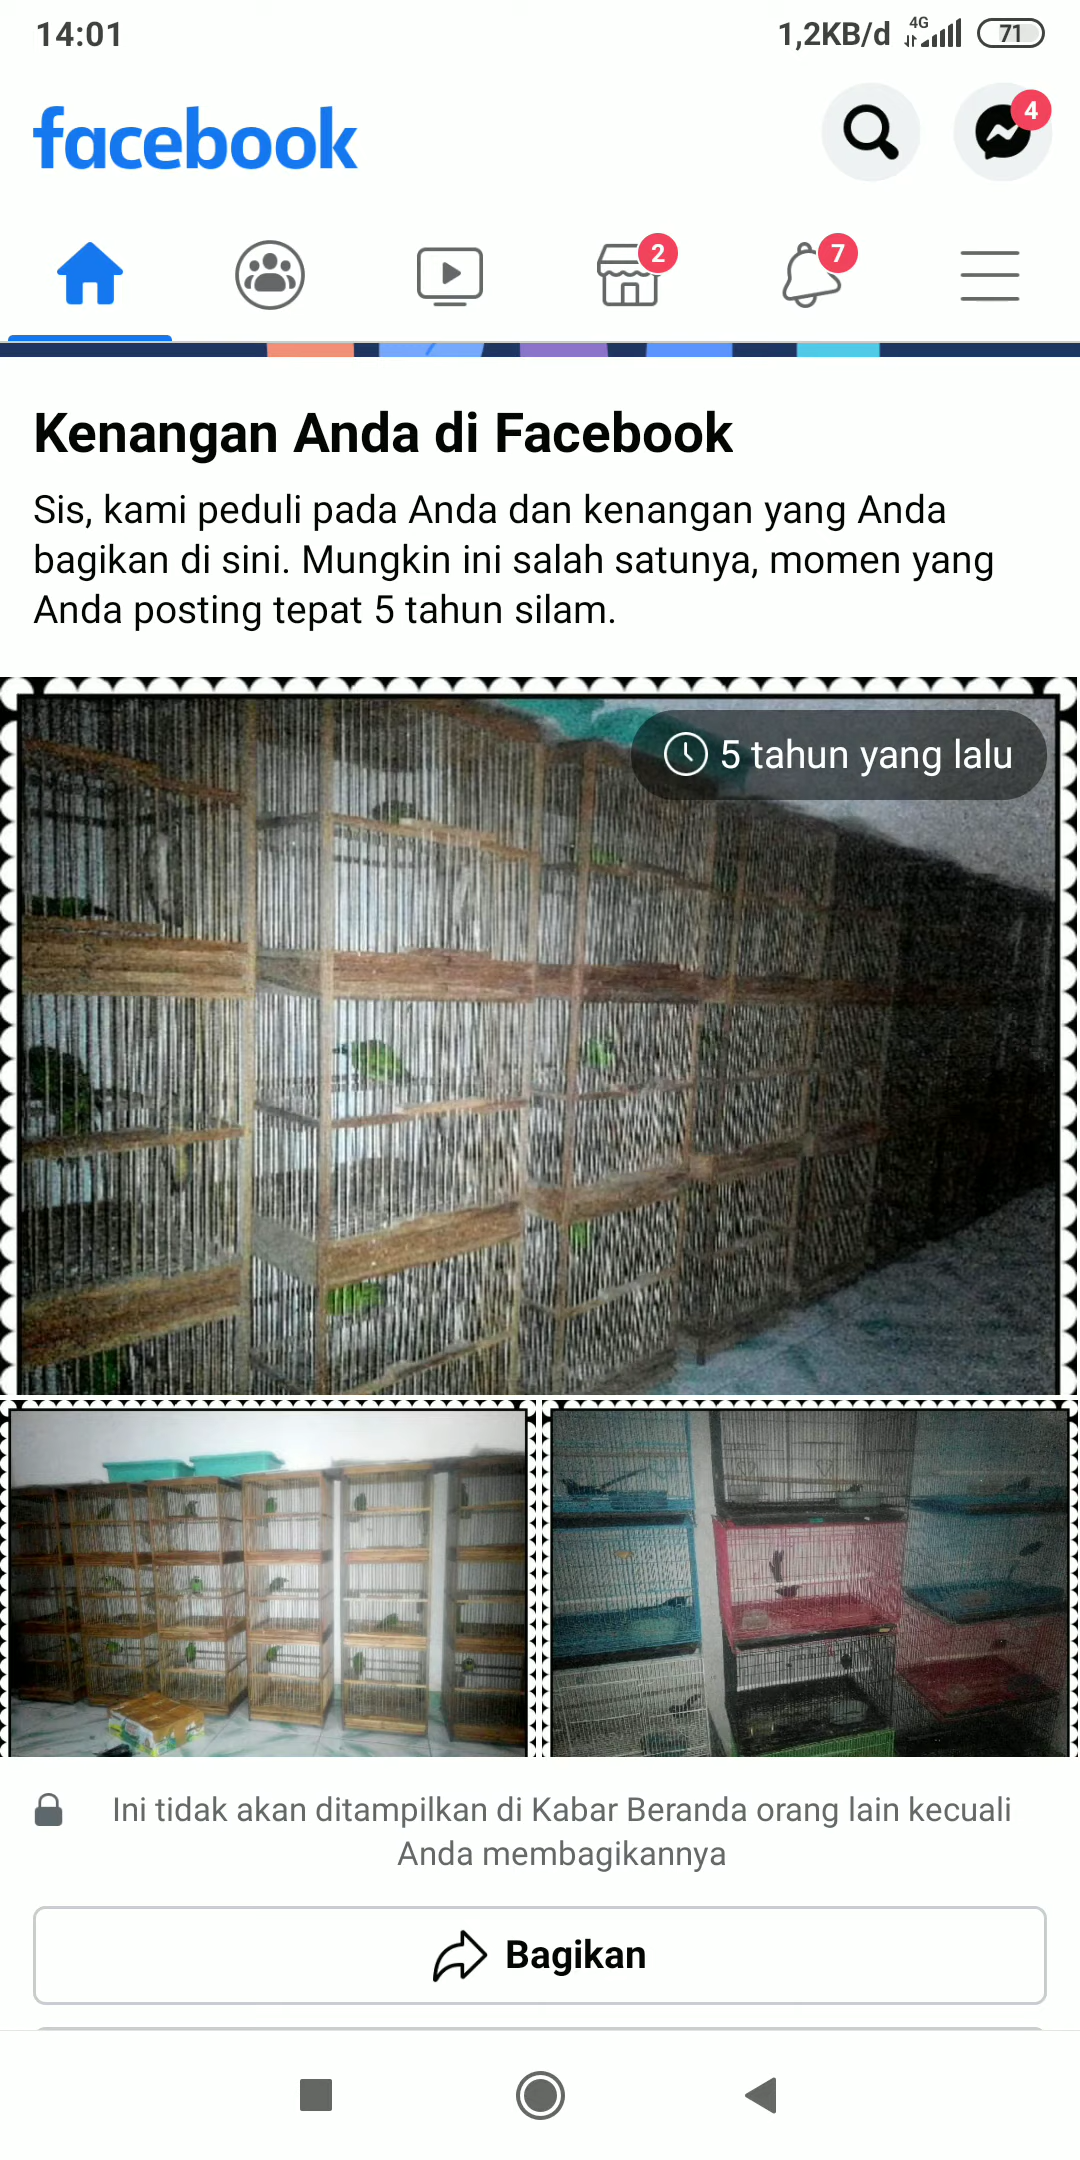 14:01
1,2KB/d 4G 71
facebook
4
2
7
Kenangan Anda di Facebook
Sis, kami peduli pada Anda dan kenangan yang Anda
bagikan di sini. Mungkin ini salah satunya, momen yang
Anda posting tepat 5 tahun silam.
5 tahun yang lalu
Ini tidak akan ditampilkan di Kabar Beranda orang lain kecuali
Anda membagikannya
Bagikan